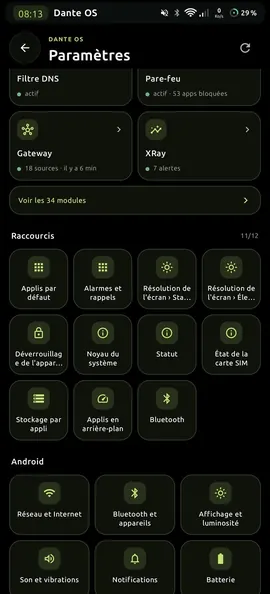 08:13 Dante OS 0 Ko/s 29 %
DANTE OS
Paramètres
Filtre DNS Pare-feu
actif actif · 53 apps bloquées
Gateway XRay
18 sources · il y a 6 min 7 alertes
Voir les 34 modules
Raccourcis 11/12
Applis par Alarmes et Résolution de Résolution de
défaut rappels l'écran › Sta... l'écran › Éle...
Déverrouillag Noyau du Statut État de la
e de l'appar... système carte SIM
Stockage par Applis en Bluetooth
appli arrière-plan
Android
Réseau et Internet Bluetooth et Affichage et
appareils luminosité
Son et vibrations Notifications Batterie